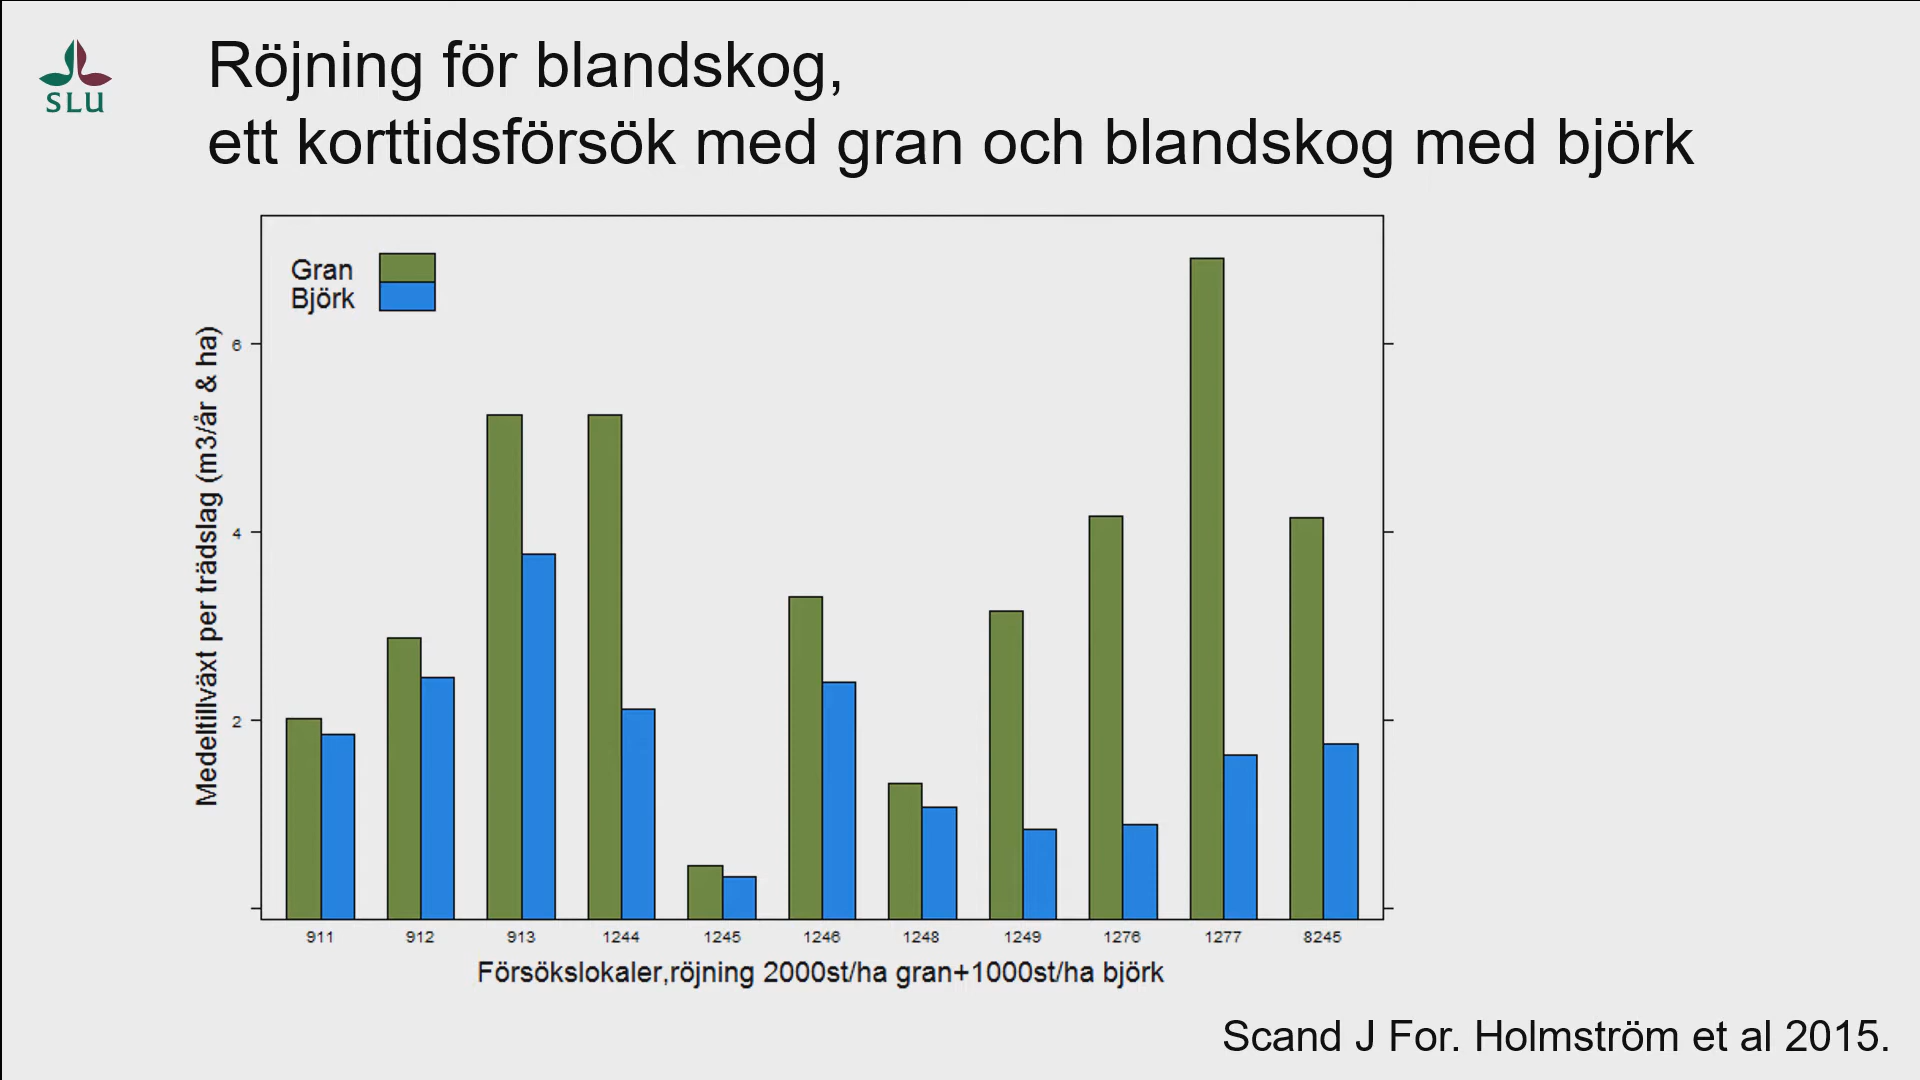 SLU
Röjning för blandskog,
ett korttidsförsök med gran och blandskog med björk
Gran
Björk
Medeltillväxt per trädslag (m3/år & ha)
6
4
2
911 912 913 1244 1245 1246 1248 1249 1276 1277 8245
Försökslokaler,röjning 2000st/ha gran+1000st/ha björk
Scand J For. Holmström et al 2015.